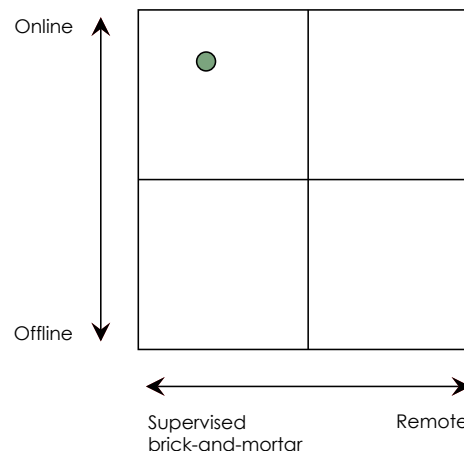 Online
Offline
Supervised
brick-and-mortar
Remote